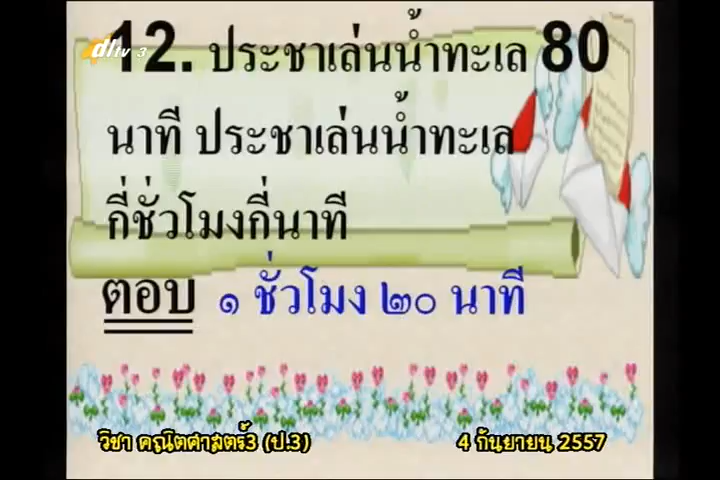 dltv 3
12. ประชาเล่นน้ำทะเล 80
นาที ประชาเล่นน้ำทะเล
กี่ชั่วโมงกี่นาที
ตอบ ๑ ชั่วโมง ๒๐ นาที
วิชา คณิตศาสตร์3 (ป.3) 4 กันยายน 2557